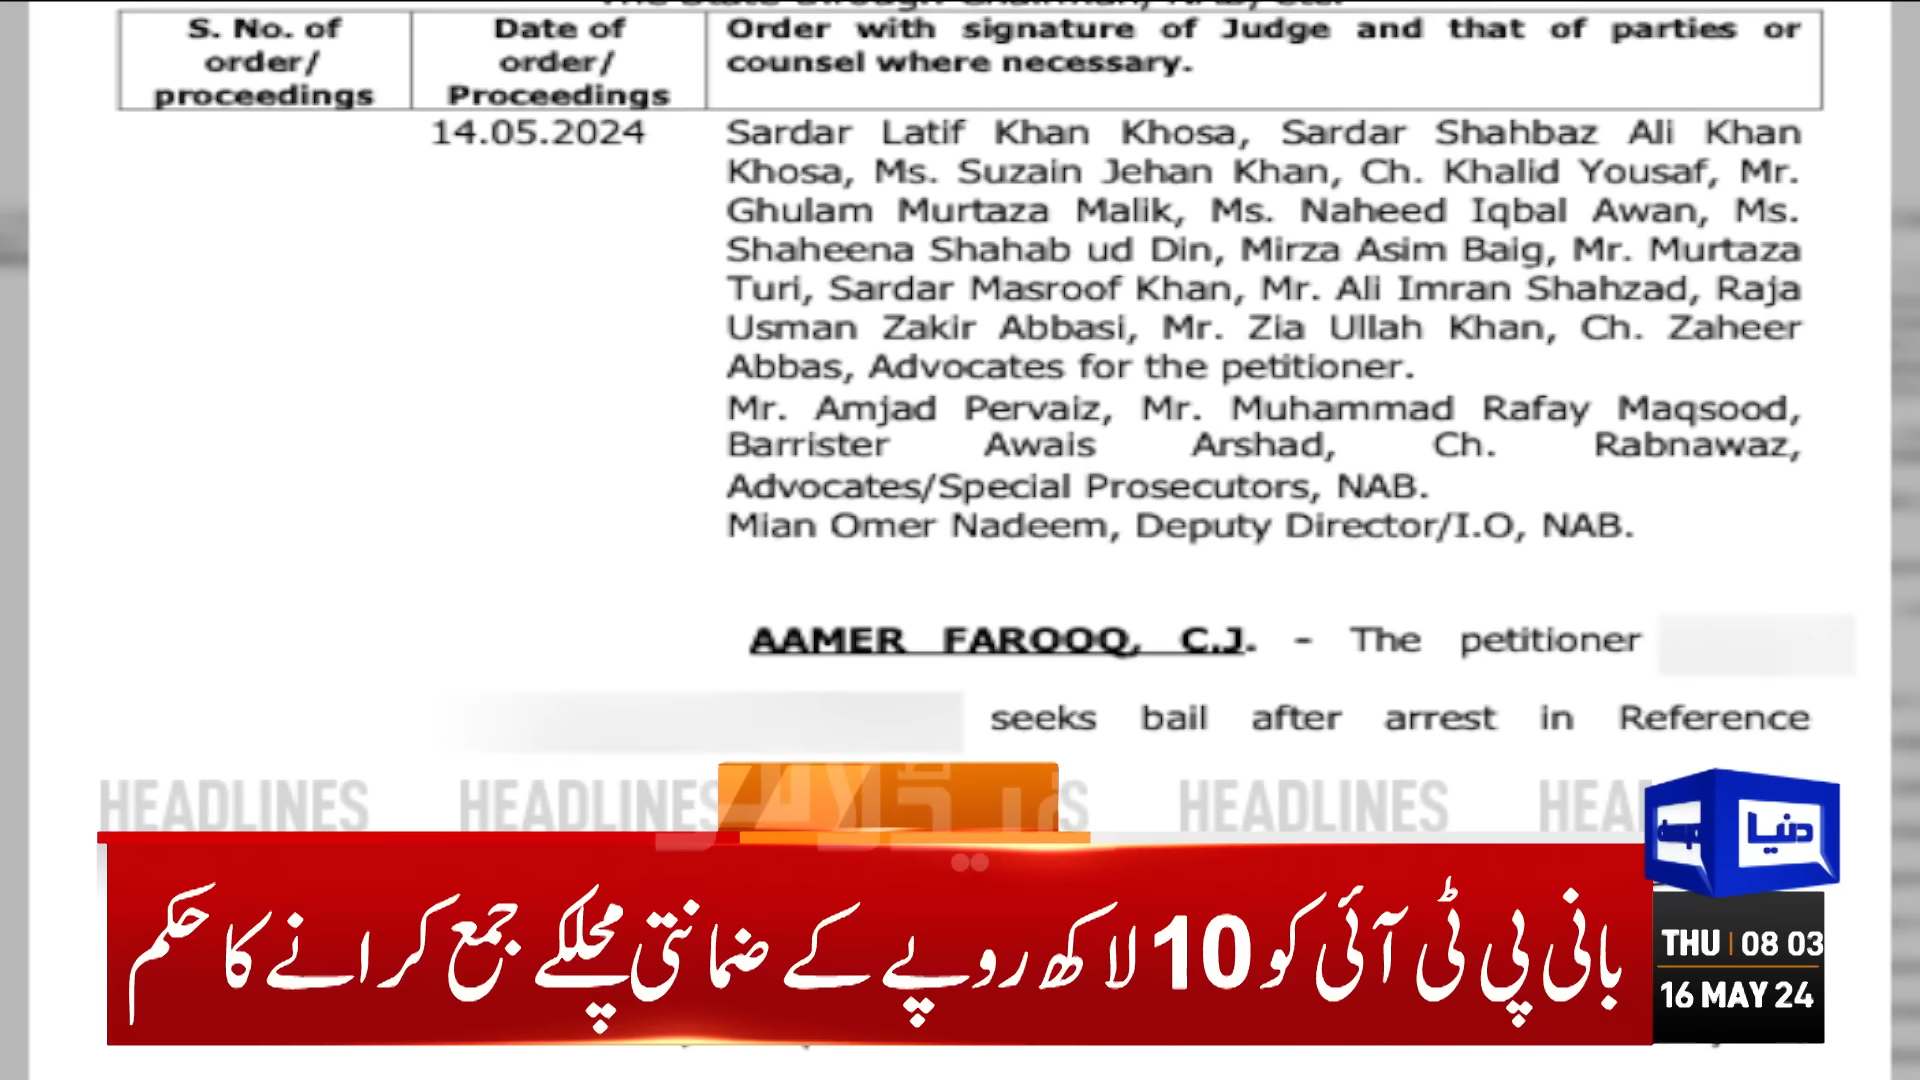 The State through Chairman, NAB, etc.
S. No. of order/ proceedings
Date of order/ Proceedings
Order with signature of Judge and that of parties or
counsel where necessary.
14.05.2024
Sardar Latif Khan Khosa, Sardar Shahbaz Ali Khan
Khosa, Ms. Suzain Jehan Khan, Ch. Khalid Yousaf, Mr.
Ghulam Murtaza Malik, Ms. Naheed Iqbal Awan, Ms.
Shaheena Shahab ud Din, Mirza Asim Baig, Mr. Murtaza
Turi, Sardar Masroof Khan, Mr. Ali Imran Shahzad, Raja
Usman Zakir Abbasi, Mr. Zia Ullah Khan, Ch. Zaheer
Abbas, Advocates for the petitioner.
Mr. Amjad Pervaiz, Mr. Muhammad Rafay Maqsood,
Barrister Awais Arshad, Ch. Rabnawaz,
Advocates/Special Prosecutors, NAB.
Mian Omer Nadeem, Deputy Director/I.O, NAB.
AAMER FAROOQ, C.J. - The petitioner
seeks bail after arrest in Reference
HEADLINES HEADLINES HEADLINES
دنیا
بانی پی ٹی آئی کو 10 لاکھ روپے کے ضمانتی مچلکے جمع کرانے کا حکم
THU 08 03
16 MAY 24